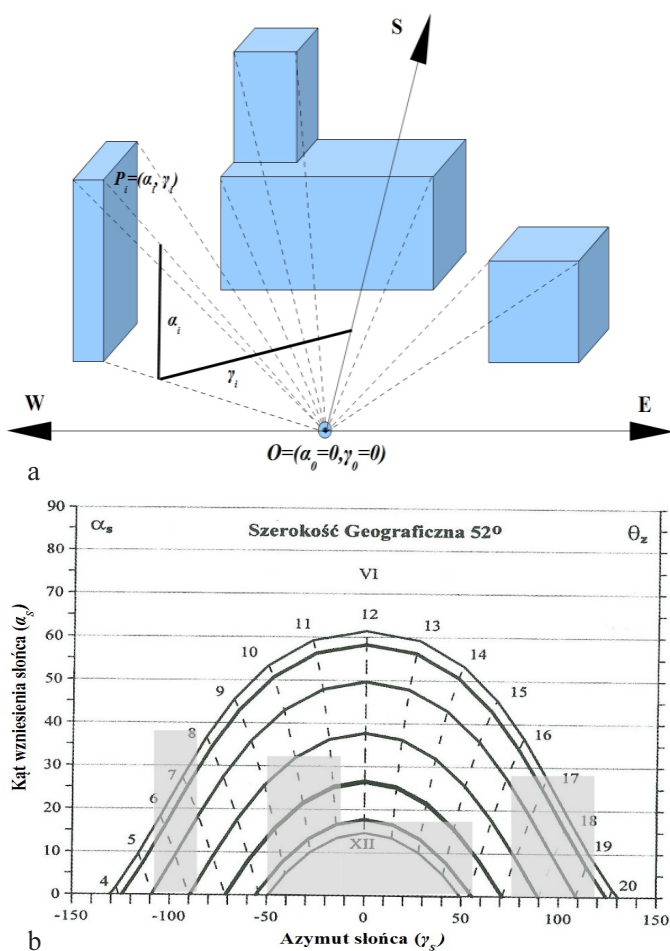 S
P_i=(α_i, γ_i)
α_i
γ_i
W
E
O=(α_0=0,γ_0=0)
a
90
80
70
60
50
40
30
20
10
0
α_s
Szerokość Geograficzna 52º
θ_z
VI
12
11
13
10
14
9
15
8
16
7
17
6
18
5
19
4
XII
20
-150
-100
-50
0
50
100
150
Kąt wzniesienia słońca (α_s)
Azymut słońca (γ_s)
b